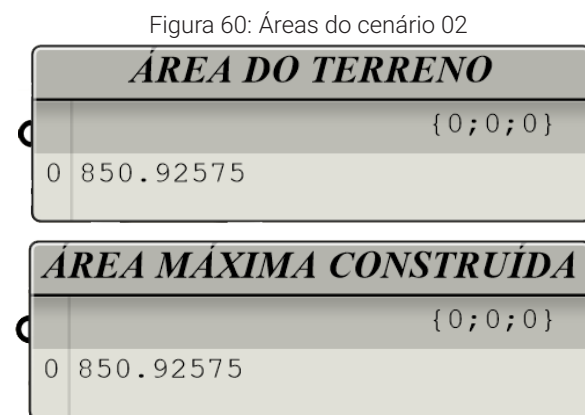 Figura 60: Áreas do cenário 02
ÁREA DO TERRENO
{0;0;0}
0 850.92575
ÁREA MÁXIMA CONSTRUÍDA
{0;0;0}
0 850.92575